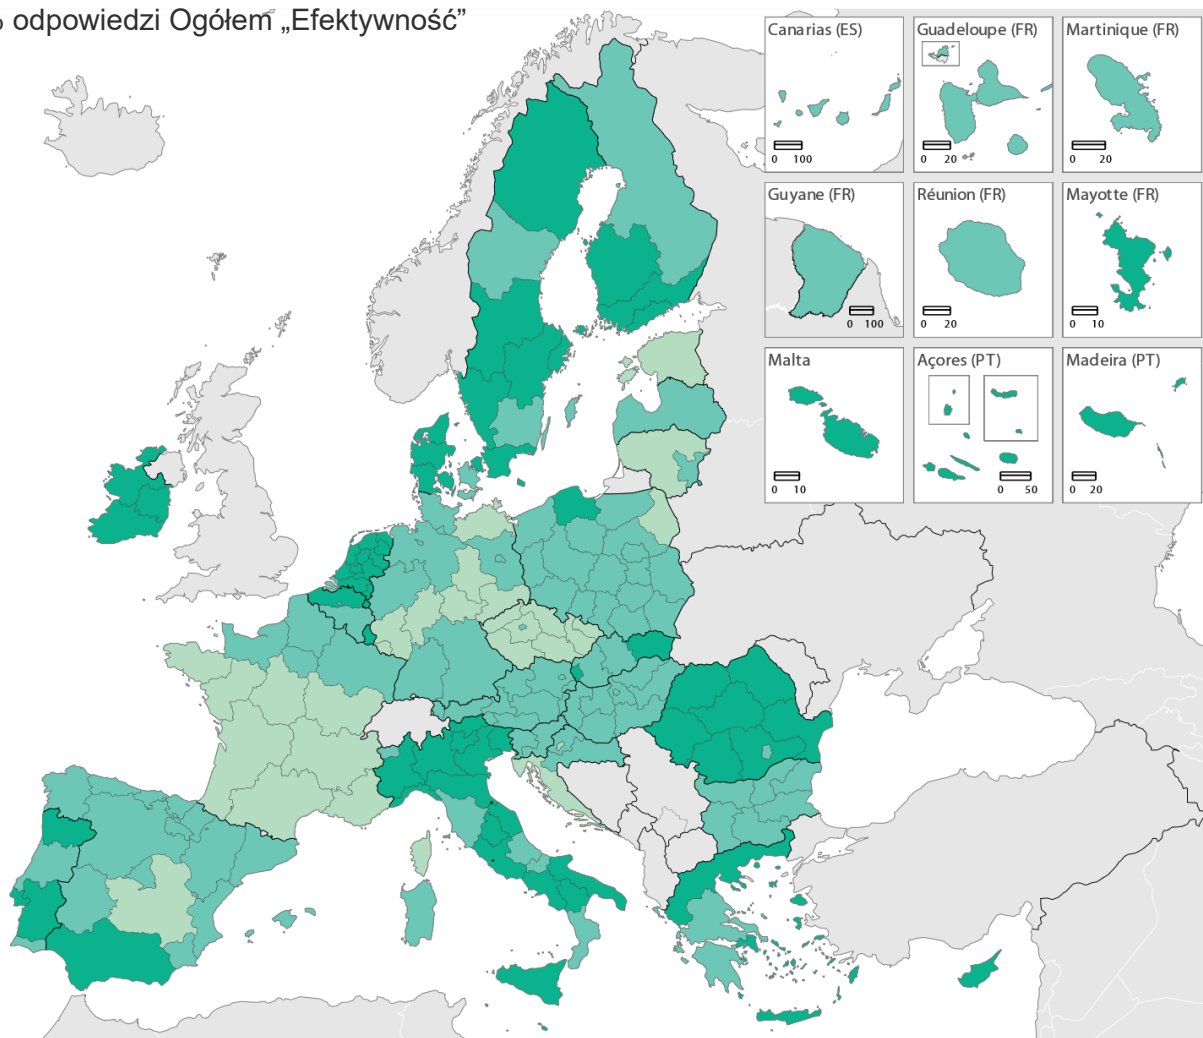 % odpowiedzi Ogółem „Efektywność”
Canarias (ES)
0 100
Guadeloupe (FR)
0 20
Martinique (FR)
0 20
Guyane (FR)
0 100
Réunion (FR)
0 20
Mayotte (FR)
0 10
Malta
0 10
Açores (PT)
0 50
Madeira (PT)
0 20